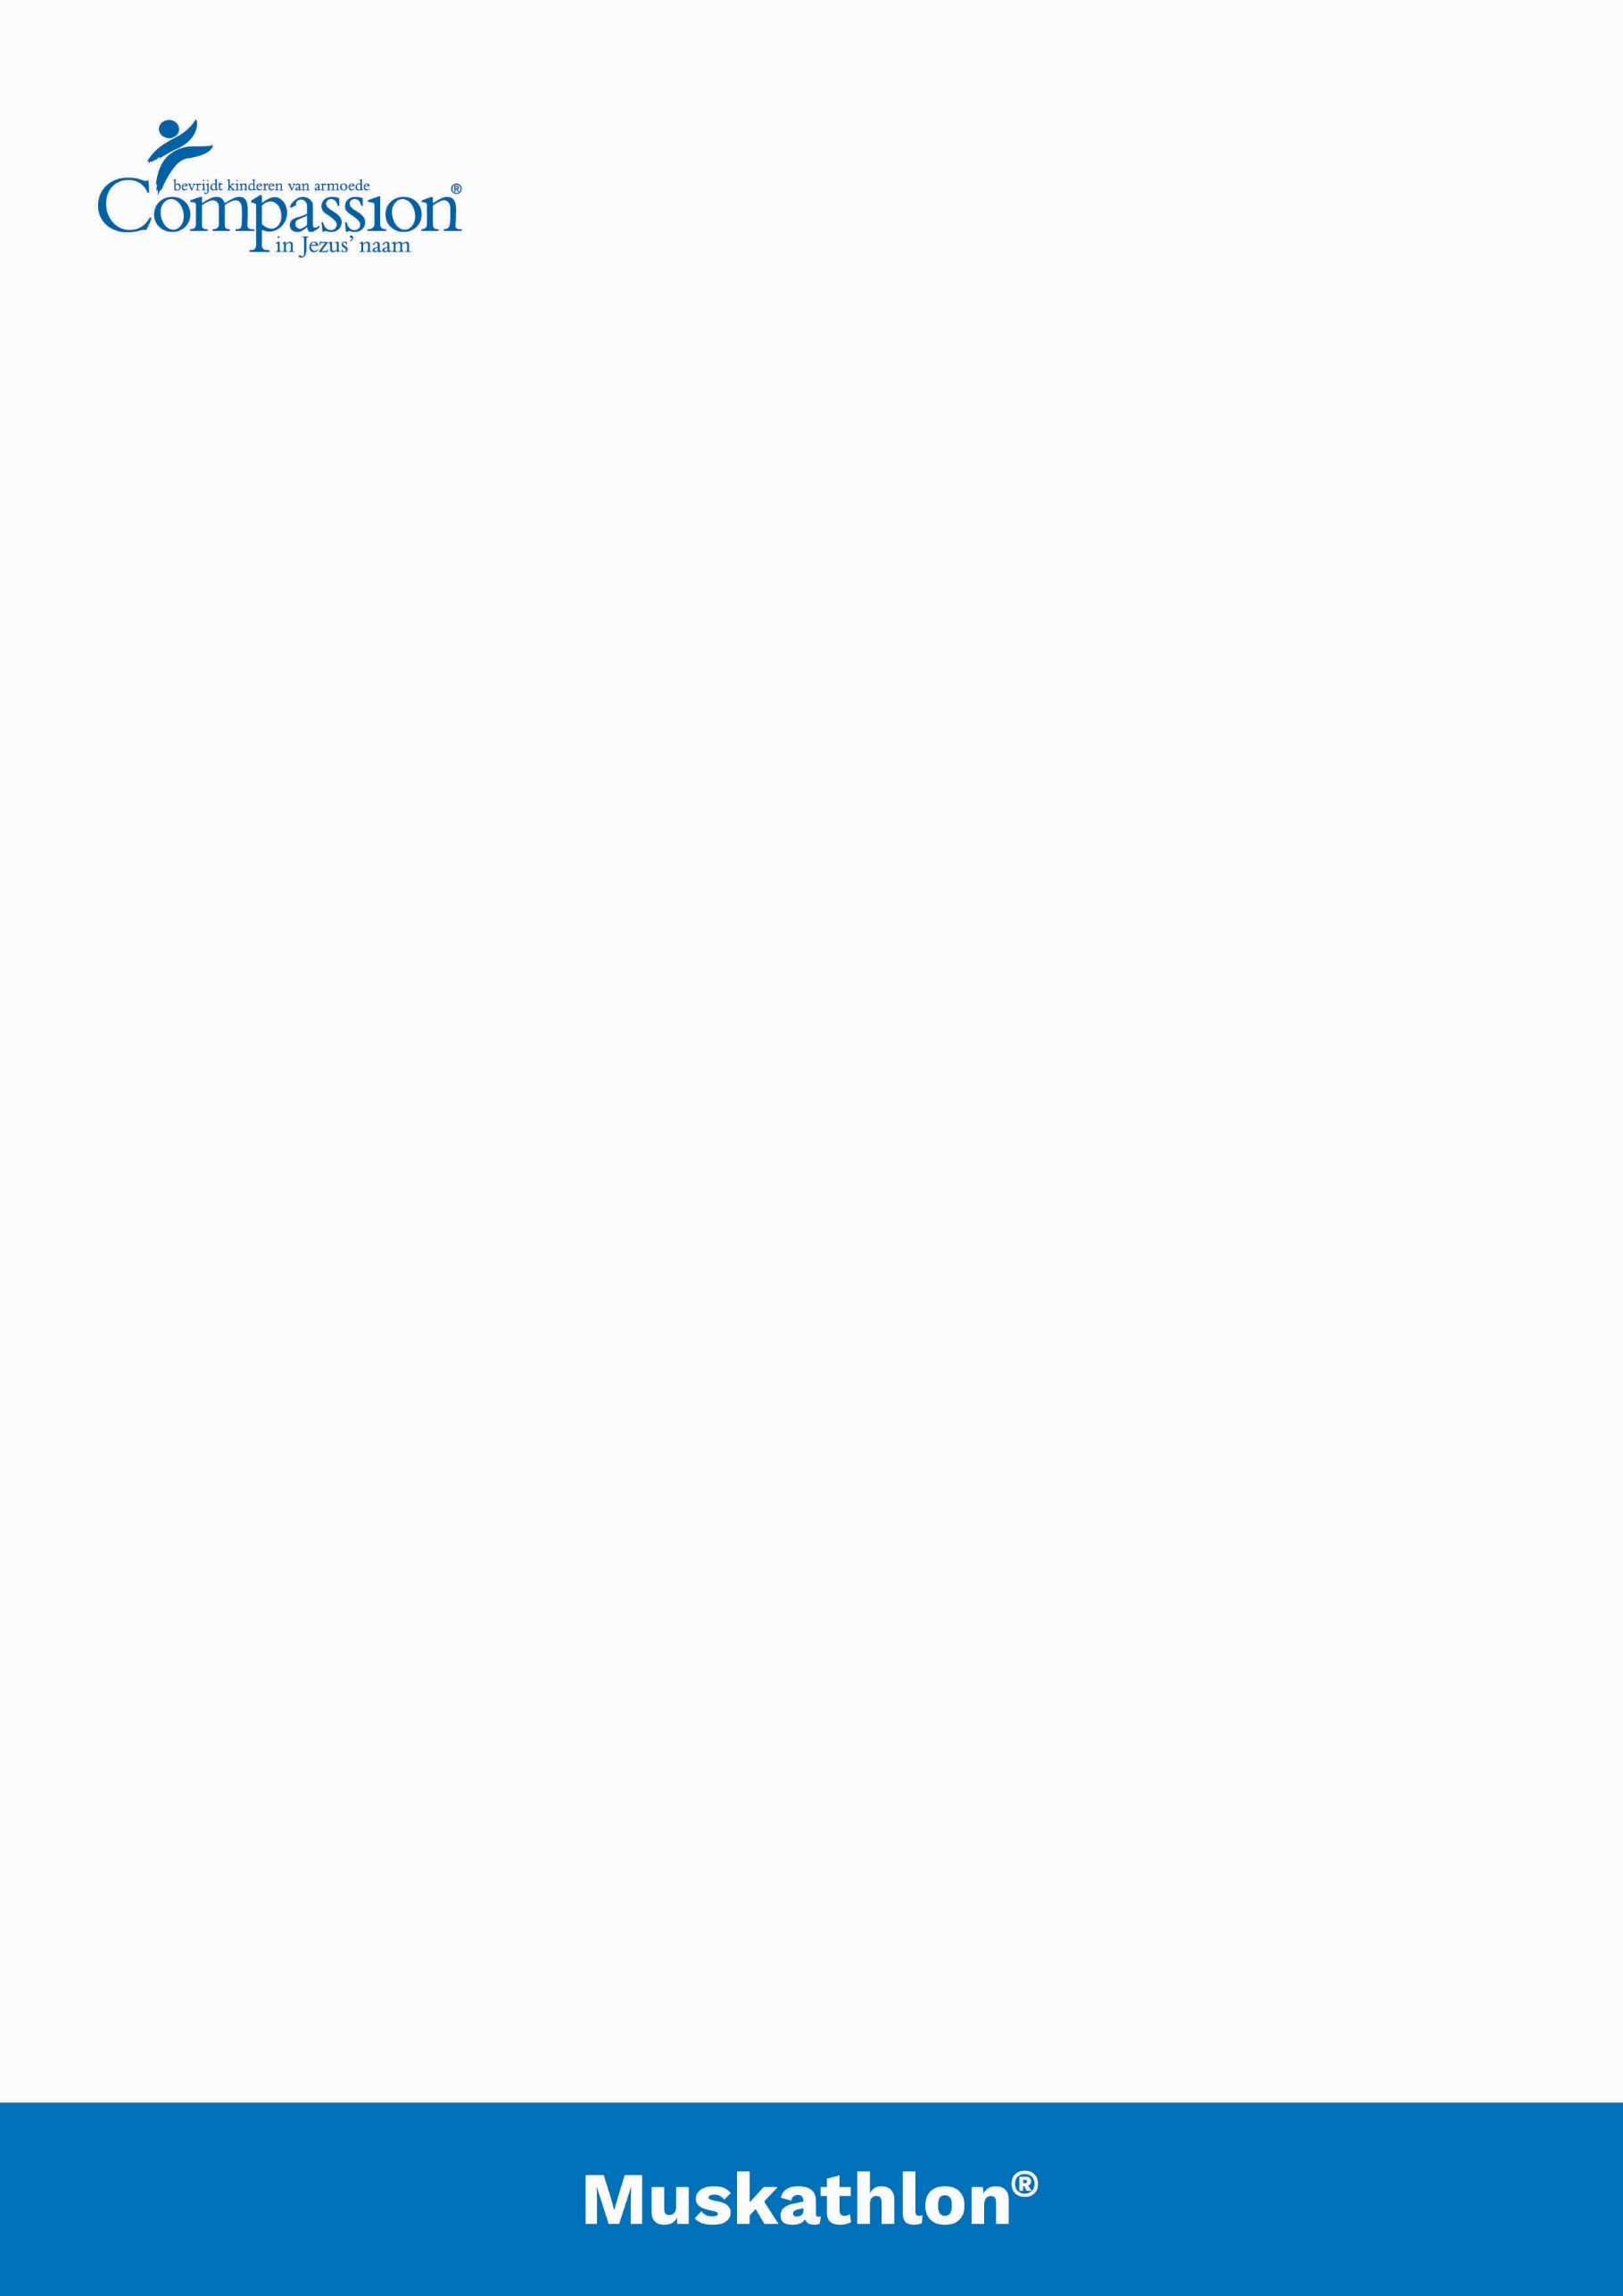 bevrijdt kinderen van armoede
Compassion®
in Jezus’ naam
Muskathlon®